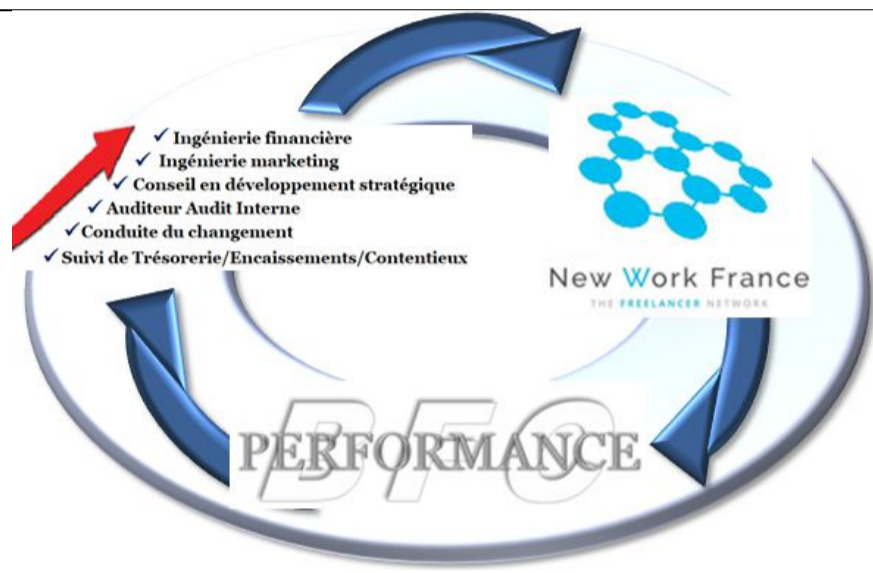 ✓ Ingénierie financière
✓ Ingénierie marketing
✓ Conseil en développement stratégique
✓ Auditeur Audit Interne
✓ Conduite du changement
✓ Suivi de Trésorerie/Encaissements/Contentieux
New Work France
THE FREELANCER NETWORK
BFC
PERFORMANCE